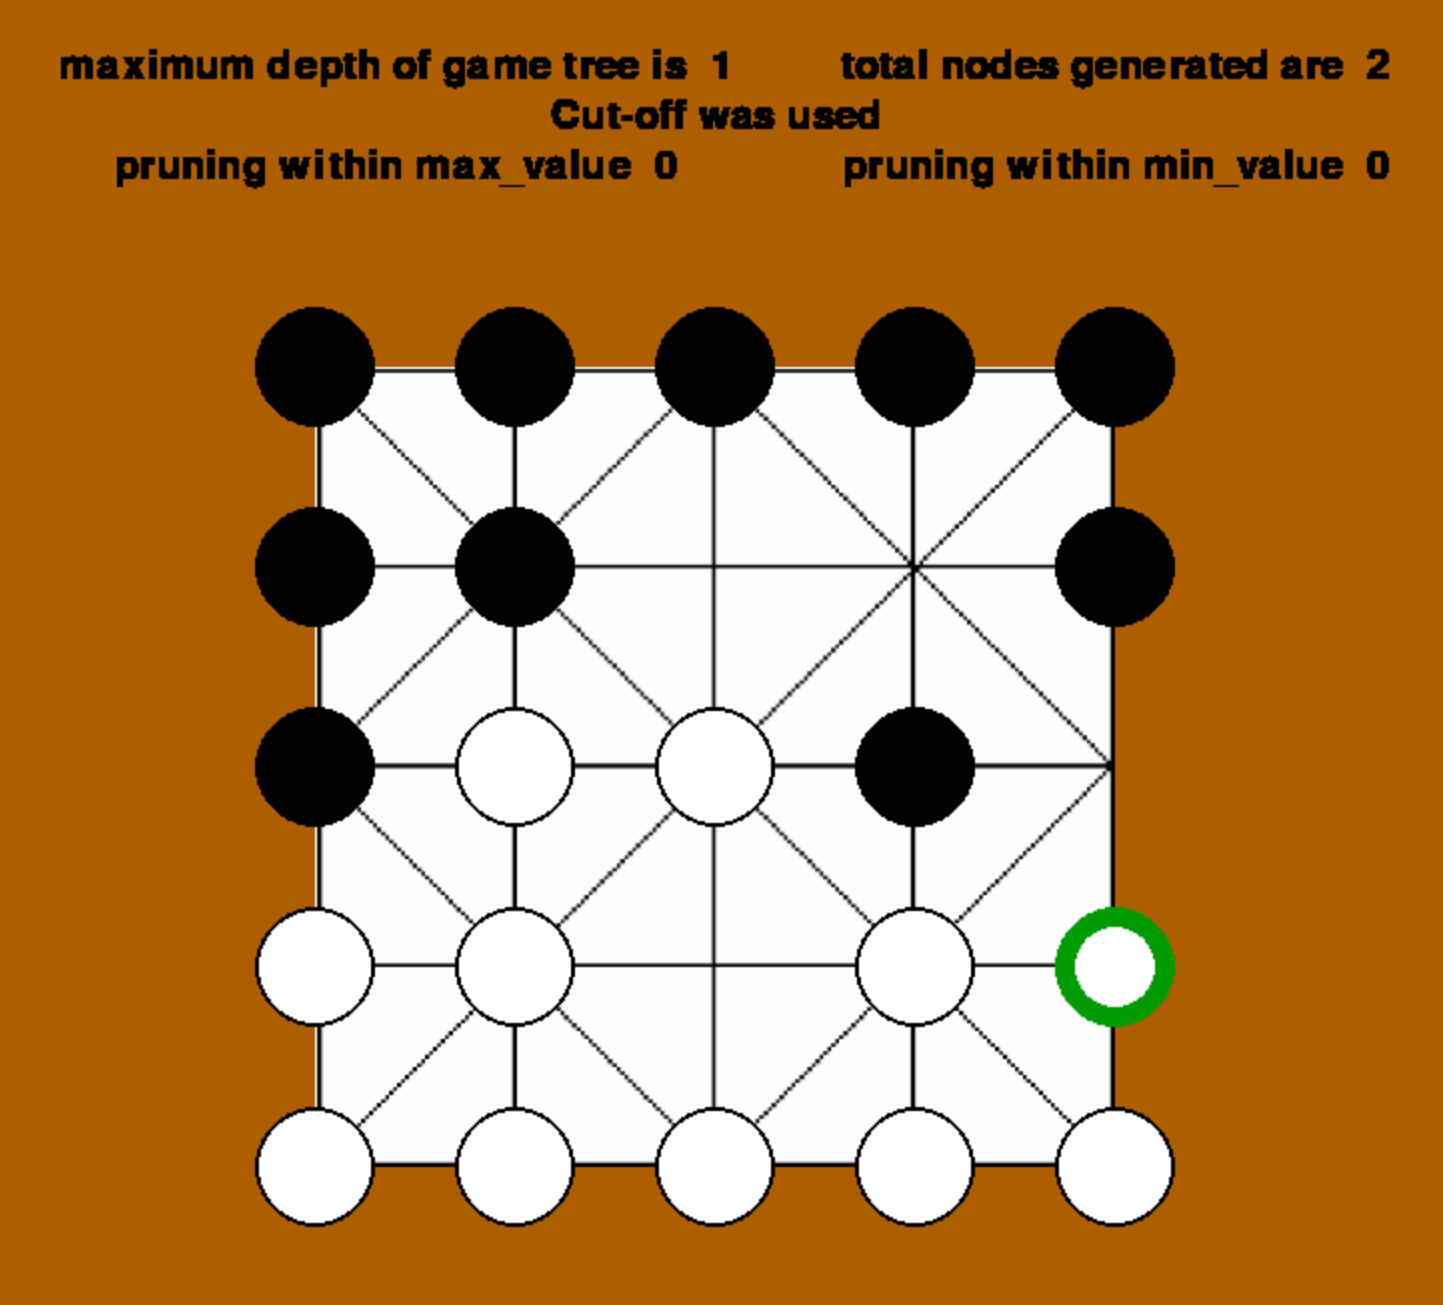 maximum depth of game tree is 1 total nodes generated are 2
Cut-off was used
pruning within max_value 0 pruning within min_value 0